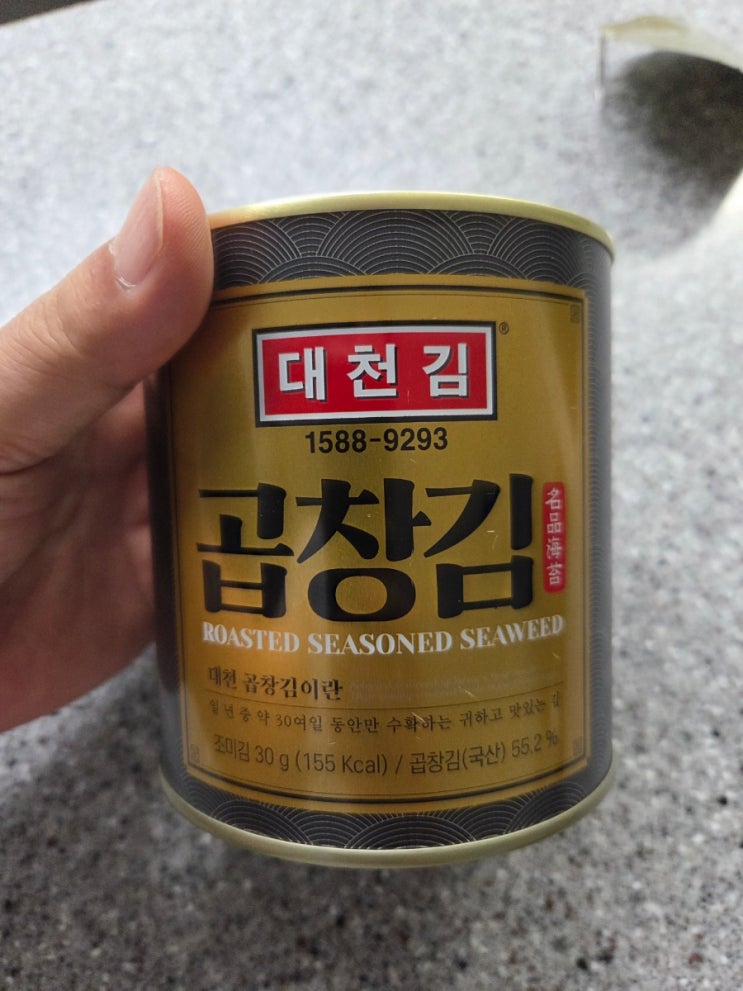 대천김®
1588-9293
곱창김
ROASTED SEASONED SEAWEED
대천 곱창김이란
일 년 중 약 30여일 동안만 수확하는 귀하고 맛있는 김
조미김 30 g (155 Kcal) / 곱창김(국산) 55.2 %